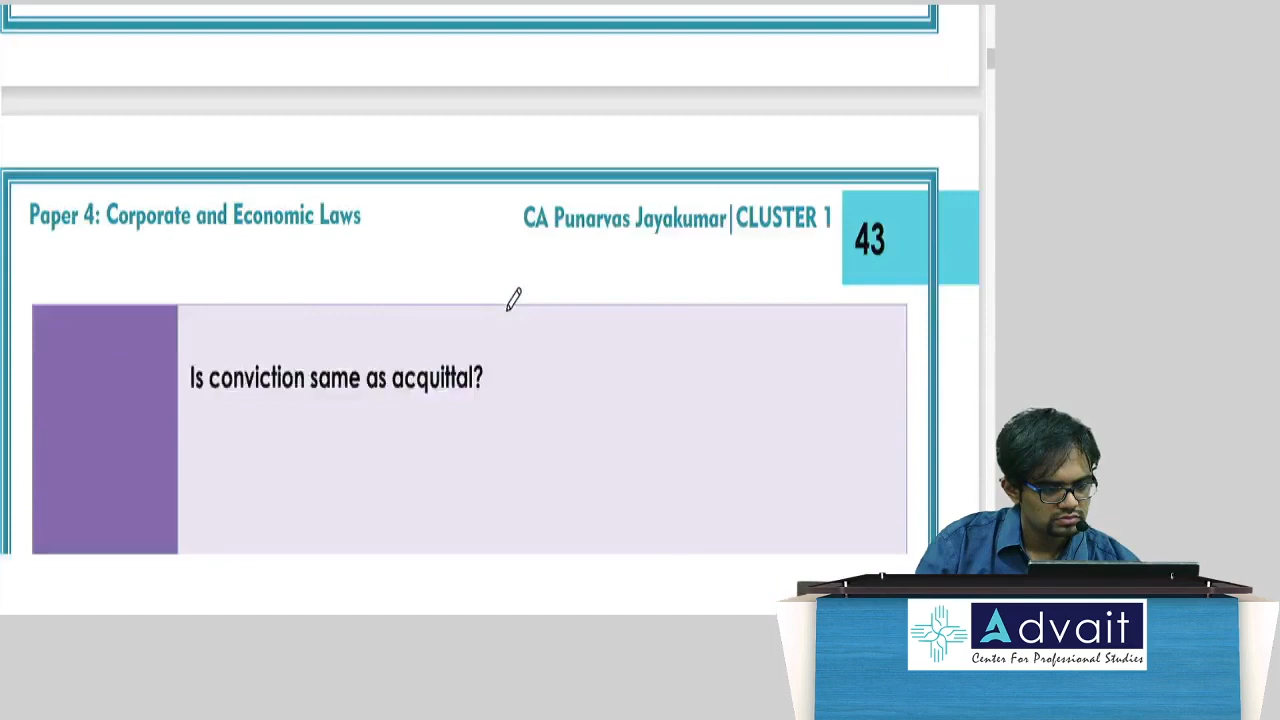 Paper 4: Corporate and Economic Laws
CA Punarvas Jayakumar|CLUSTER 1
43
Is conviction same as acquittal?
Advait
Center For Professional Studies